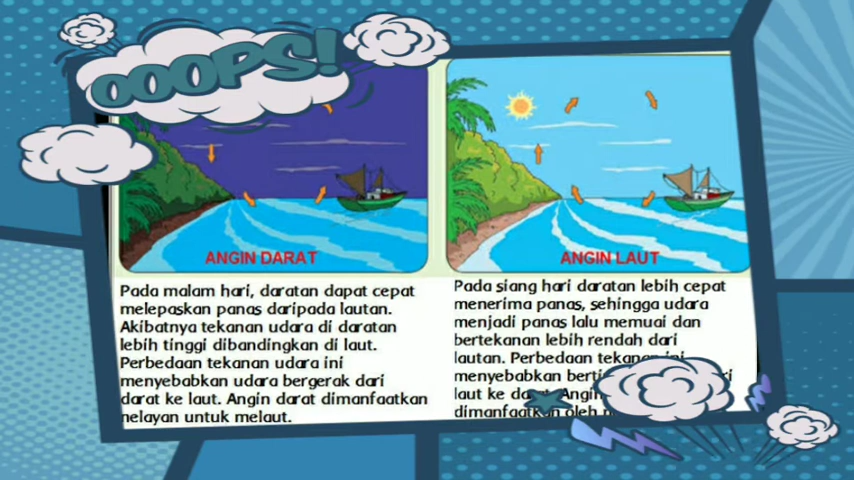 OOOPS!
ANGIN DARAT
Pada malam hari, daratan dapat cepat
melepaskan panas daripada lautan.
Akibatnya tekanan udara di daratan
lebih tinggi dibandingkan di laut.
Perbedaan tekanan udara ini
menyebabkan udara bergerak dari
darat ke laut. Angin darat dimanfaatkan
nelayan untuk melaut.
ANGIN LAUT
Pada siang hari daratan lebih cepat
menerima panas, sehingga udara
menjadi panas lalu memuai dan
bertekanan lebih rendah dari
lautan. Perbedaan tekanan ini
menyebabkan
laut ke darat. Angin
dimanfaatkan oleh